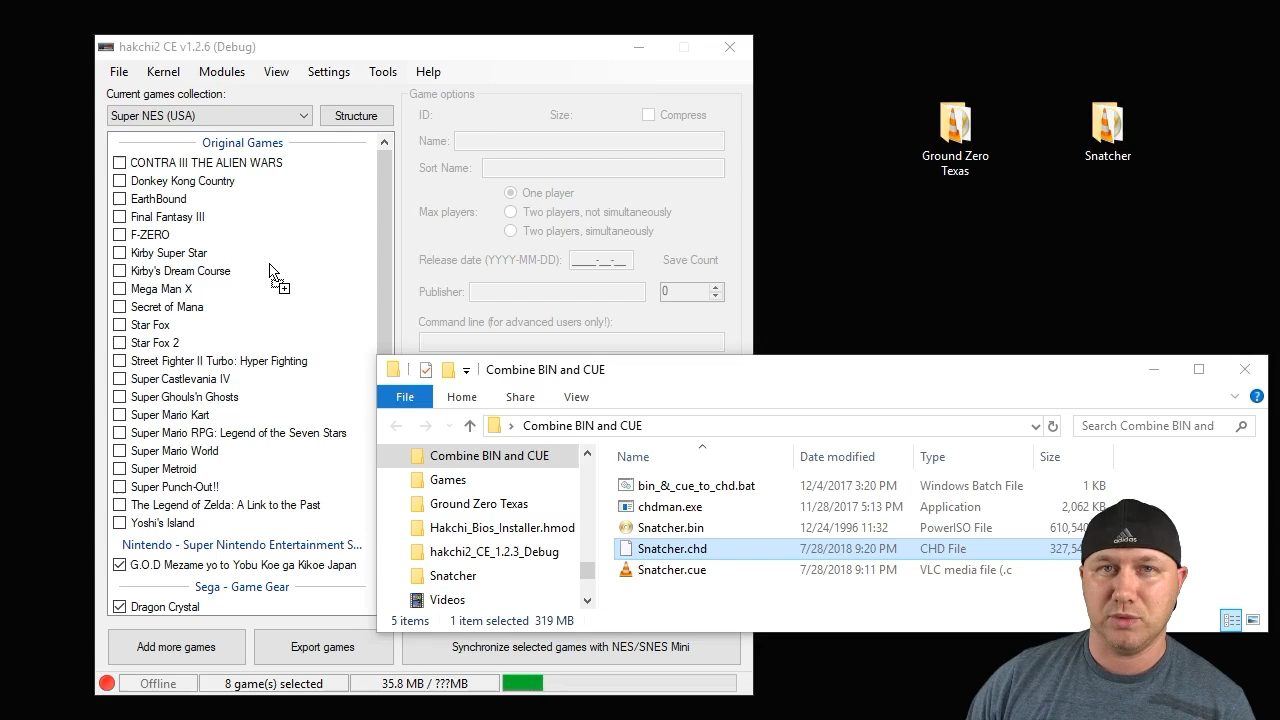 hakchi2 CE v1.2.6 (Debug)
File Kernel Modules View Settings Tools Help
Current games collection:
Super NES (USA)
Structure
Original Games
CONTRA III THE ALIEN WARS
Donkey Kong Country
EarthBound
Final Fantasy III
F-ZERO
Kirby Super Star
Kirby's Dream Course
Mega Man X
Secret of Mana
Star Fox
Star Fox 2
Street Fighter II Turbo: Hyper Fighting
Super Castlevania IV
Super Ghouls'n Ghosts
Super Mario Kart
Super Mario RPG: Legend of the Seven Stars
Super Mario World
Super Metroid
Super Punch-Out!!
The Legend of Zelda: A Link to the Past
Yoshi's Island
Nintendo - Super Nintendo Entertainment S...
G.O.D Mezame yo to Yobu Koe ga Kikoe Japan
Sega - Game Gear
Dragon Crystal
Add more games
Export games
Synchronize selected games with NES/SNES Mini
Offline
8 game(s) selected
35.8 MB / ???MB
Game options
ID:
Size:
Compress
Name:
Sort Name:
Max players:
One player
Two players, not simultaneously
Two players, simultaneously
Release date (YYYY-MM-DD):
____-__-__
Save Count
Publisher:
0
Command line (for advanced users only!):
Ground Zero
Texas
Snatcher
Combine BIN and CUE
File Home Share View
Combine BIN and CUE
Search Combine BIN and
Combine BIN and CUE
Games
Ground Zero Texas
Hakchi_Bios_Installer.hmod
hakchi2_CE_1.2.3_Debug
Snatcher
Videos
Name Date modified Type Size
bin_&_cue_to_chd.bat 12/4/2017 3:20 PM Windows Batch File 1 KB
chdman.exe 11/28/2017 5:13 PM Application 2,062 KB
Snatcher.bin 12/24/1996 11:32 PowerISO File 610,540
Snatcher.chd 7/28/2018 9:20 PM CHD File
Snatcher.cue 7/28/2018 9:11 PM VLC media file (.c
5 items 1 item selected 319 MB
adidas